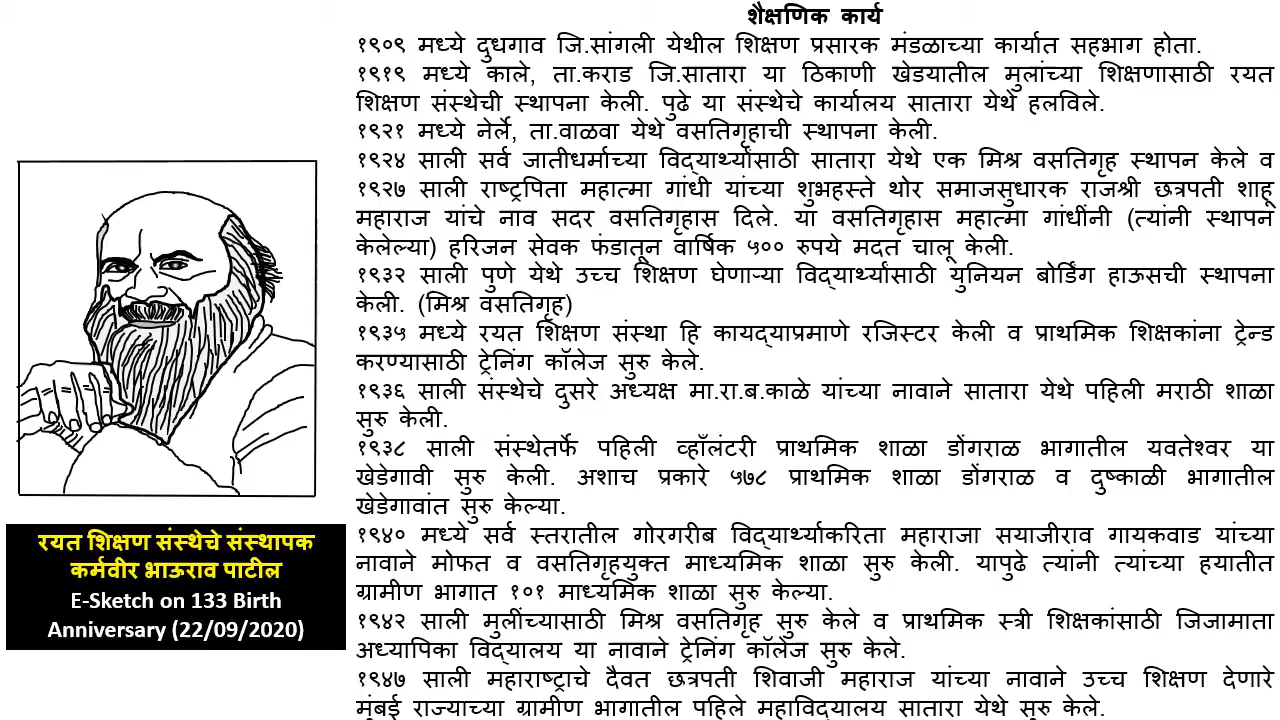 शैक्षणिक कार्य
१९०९ मध्ये दुधगाव जि.सांगली येथील शिक्षण प्रसारक मंडळाच्या कार्यात सहभाग होता.
१९१९ मध्ये काले, ता.कराड जि.सातारा या ठिकाणी खेडयातील मुलांच्या शिक्षणासाठी रयत
शिक्षण संस्थेची स्थापना केली. पुढे या संस्थेचे कार्यालय सातारा येथे हलविले.
१९२१ मध्ये नेर्ले, ता.वाळवा येथे वसतिगृहाची स्थापना केली.
१९२४ साली सर्व जातीधर्माच्या विद्यार्थ्यांसाठी सातारा येथे एक मिश्र वसतिगृह स्थापन केले व
१९२७ साली राष्ट्रपिता महात्मा गांधी यांच्या शुभहस्ते थोर समाजसुधारक राजश्री छत्रपती शाहू
महाराज यांचे नाव सदर वसतिगृहास दिले. या वसतिगृहास महात्मा गांधींनी (त्यांनी स्थापन
केलेल्या) हरिजन सेवक फंडातून वार्षिक ५०० रुपये मदत चालू केली.
१९३२ साली पुणे येथे उच्च शिक्षण घेणाऱ्या विद्यार्थ्यांसाठी युनियन बोर्डिंग हाऊसची स्थापना
केली. (मिश्र वसतिगृह)
१९३५ मध्ये रयत शिक्षण संस्था हि कायद्याप्रमाणे रजिस्टर केली व प्राथमिक शिक्षकांना ट्रेन्ड
करण्यासाठी ट्रेनिंग कॉलेज सुरु केले.
१९३६ साली संस्थेचे दुसरे अध्यक्ष मा.रा.ब.काळे यांच्या नावाने सातारा येथे पहिली मराठी शाळा
सुरु केली.
१९३८ साली संस्थेतर्फे पहिली व्हॉलंटरी प्राथमिक शाळा डोंगराळ भागातील यवतेश्वर या
खेडेगावी सुरु केली. अशाच प्रकारे ५७८ प्राथमिक शाळा डोंगराळ व दुष्काळी भागातील
खेडेगावांत सुरु केल्या.
१९४० मध्ये सर्व स्तरातील गोरगरीब विद्यार्थ्याकरिता महाराजा सयाजीराव गायकवाड यांच्या
नावाने मोफत व वसतिगृहयुक्त माध्यमिक शाळा सुरु केली. यापुढे त्यांनी त्यांच्या हयातीत
ग्रामीण भागात १०१ माध्यमिक शाळा सुरु केल्या.
१९४२ साली मुलींच्यासाठी मिश्र वसतिगृह सुरु केले व प्राथमिक स्त्री शिक्षकांसाठी जिजामाता
अध्यापिका विद्यालय या नावाने ट्रेनिंग कॉलेज सुरु केले.
१९४७ साली महाराष्ट्राचे दैवत छत्रपती शिवाजी महाराज यांच्या नावाने उच्च शिक्षण देणारे
मुंबई राज्याच्या ग्रामीण भागातील पहिले महाविद्यालय सातारा येथे सुरु केले.
रयत शिक्षण संस्थेचे संस्थापक
कर्मवीर भाऊराव पाटील
E-Sketch on 133 Birth
Anniversary (22/09/2020)